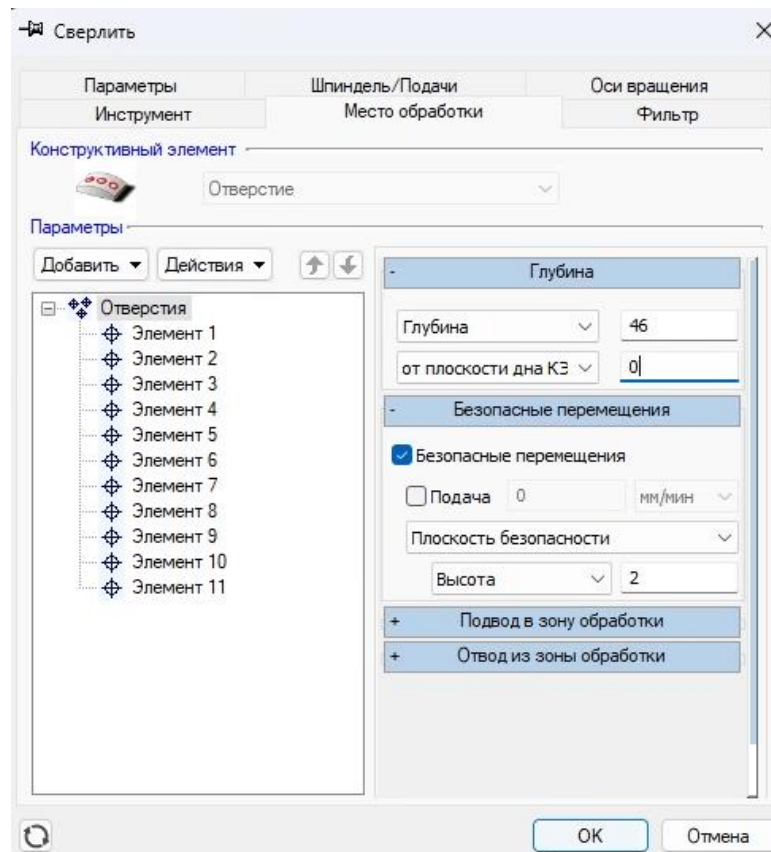 Сверлить
Параметры Шпиндель/Подачи Оси вращения
Инструмент Место обработки Фильтр
Конструктивный элемент
Отверстие
Параметры
Добавить Действия
Отверстия
Элемент 1
Элемент 2
Элемент 3
Элемент 4
Элемент 5
Элемент 6
Элемент 7
Элемент 8
Элемент 9
Элемент 10
Элемент 11
- Глубина
Глубина 46
от плоскости дна КЭ 0
- Безопасные перемещения
Безопасные перемещения
Подача 0 мм/мин
Плоскость безопасности
Высота 2
+ Подвод в зону обработки
+ Отвод из зоны обработки
OK Отмена